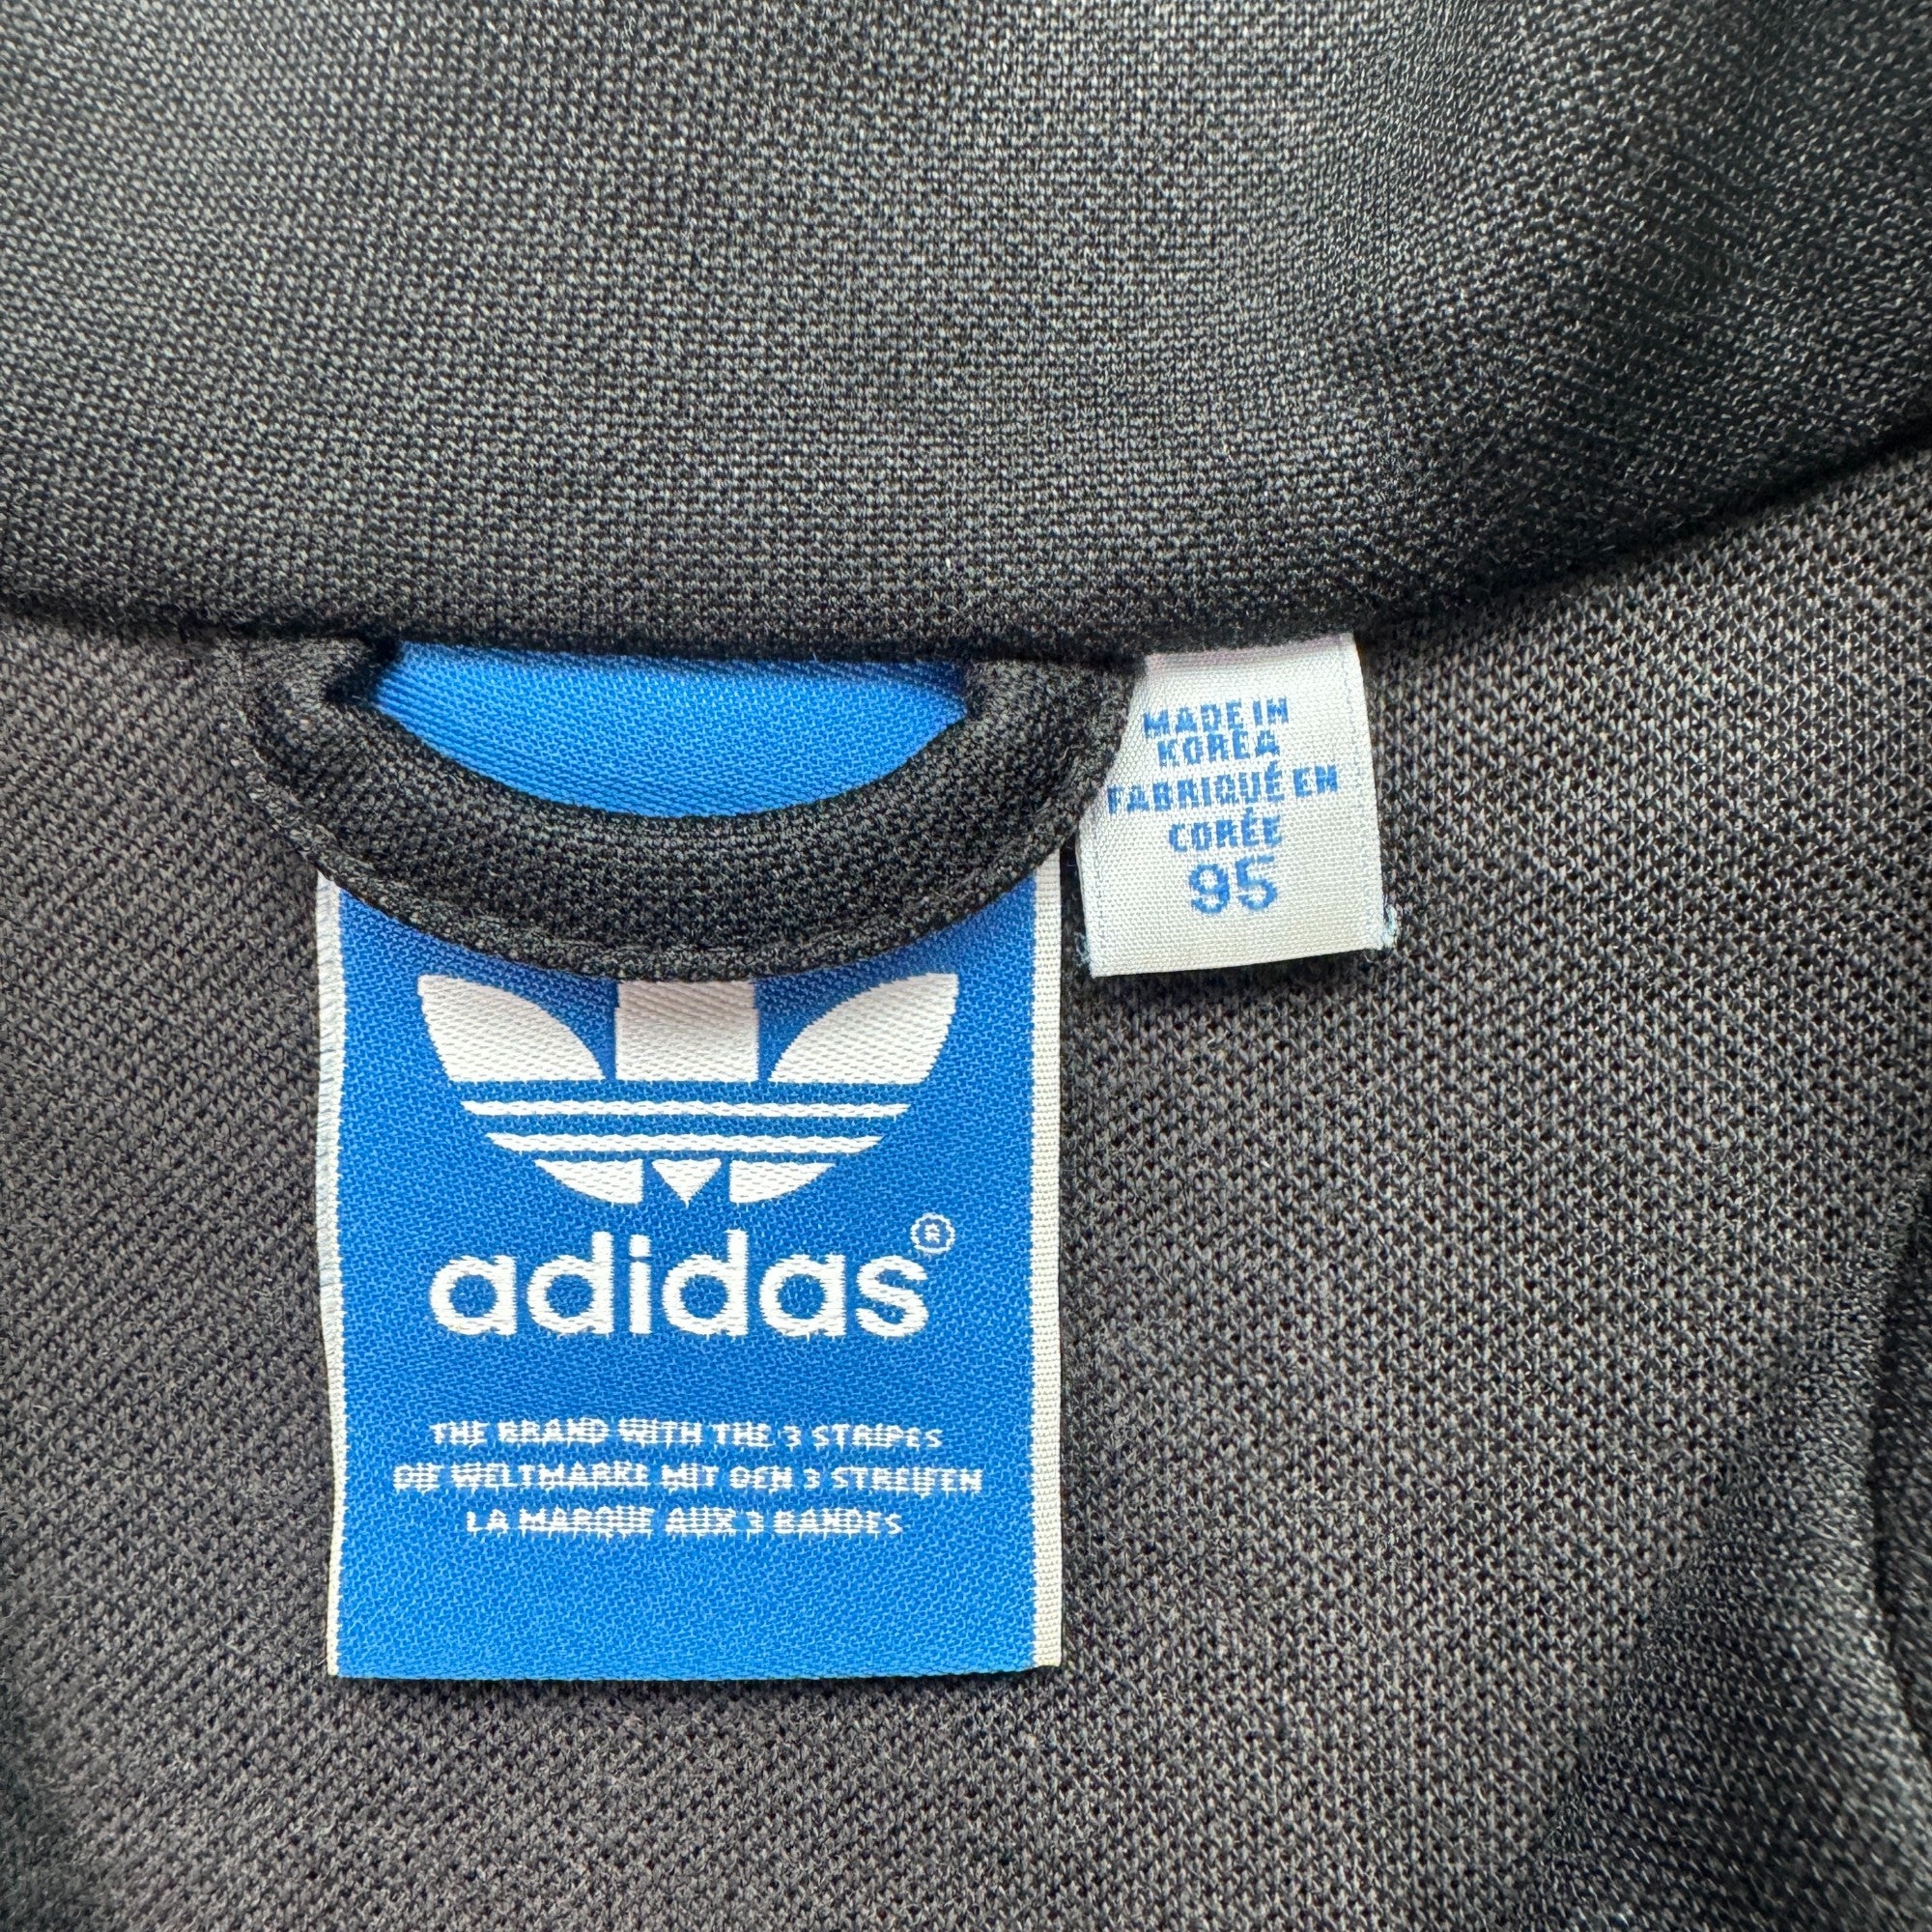 MADE IN
KOREA
FABRIQUÉ EN
CORÉE
95
adidas®
THE BRAND WITH THE 3 STRIPES
DIE WELTMARKE MIT DEN 3 STREIFEN
LA MARQUE AUX 3 BANDES